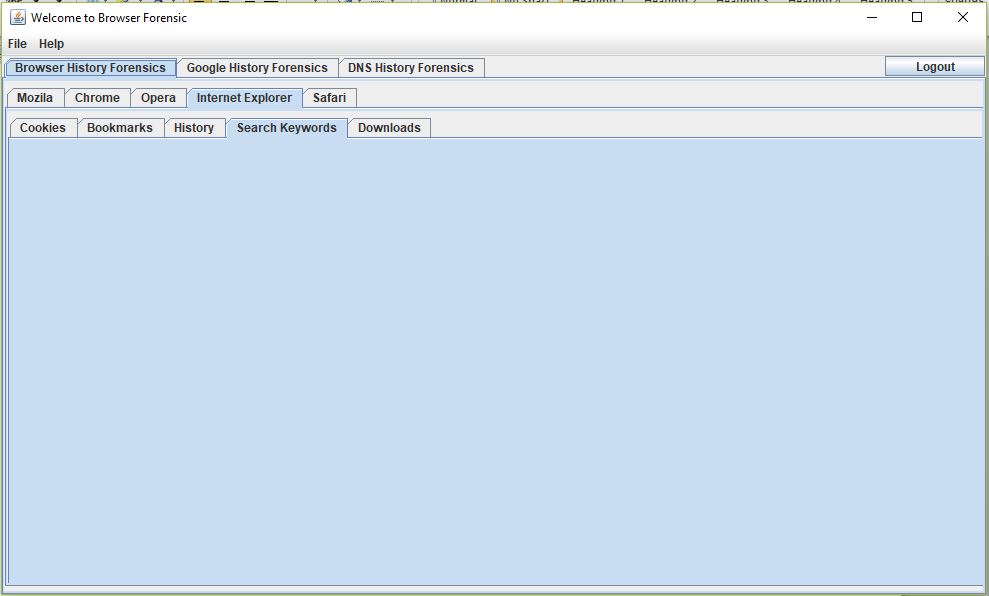 Welcome to Browser Forensic
File Help
Browser History Forensics Google History Forensics DNS History Forensics Logout
Mozila Chrome Opera Internet Explorer Safari
Cookies Bookmarks History Search Keywords Downloads